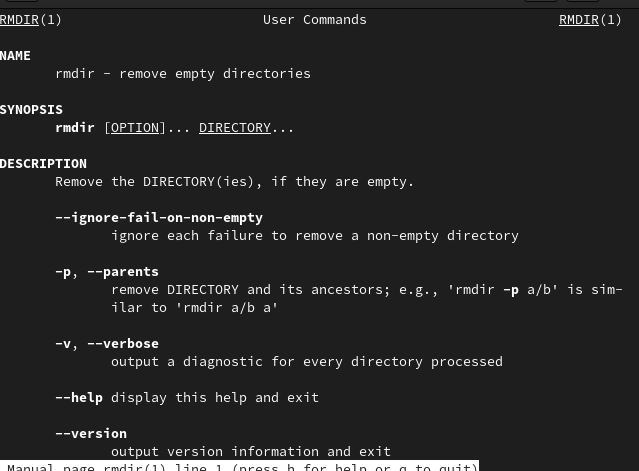 RMDIR(1) User Commands RMDIR(1)
NAME
rmdir - remove empty directories
SYNOPSIS
rmdir [OPTION]... DIRECTORY...
DESCRIPTION
Remove the DIRECTORY(ies), if they are empty.
--ignore-fail-on-non-empty
ignore each failure to remove a non-empty directory
-p, --parents
remove DIRECTORY and its ancestors; e.g., 'rmdir -p a/b' is sim-
ilar to 'rmdir a/b a'
-v, --verbose
output a diagnostic for every directory processed
--help display this help and exit
--version
output version information and exit
Manual page rmdir(1) line 1 (press h for help or q to quit)